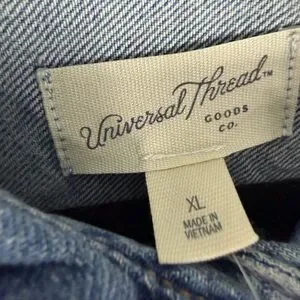 Universal Thread™
GOODS
CO.
XL
MADE IN
VIETNAM